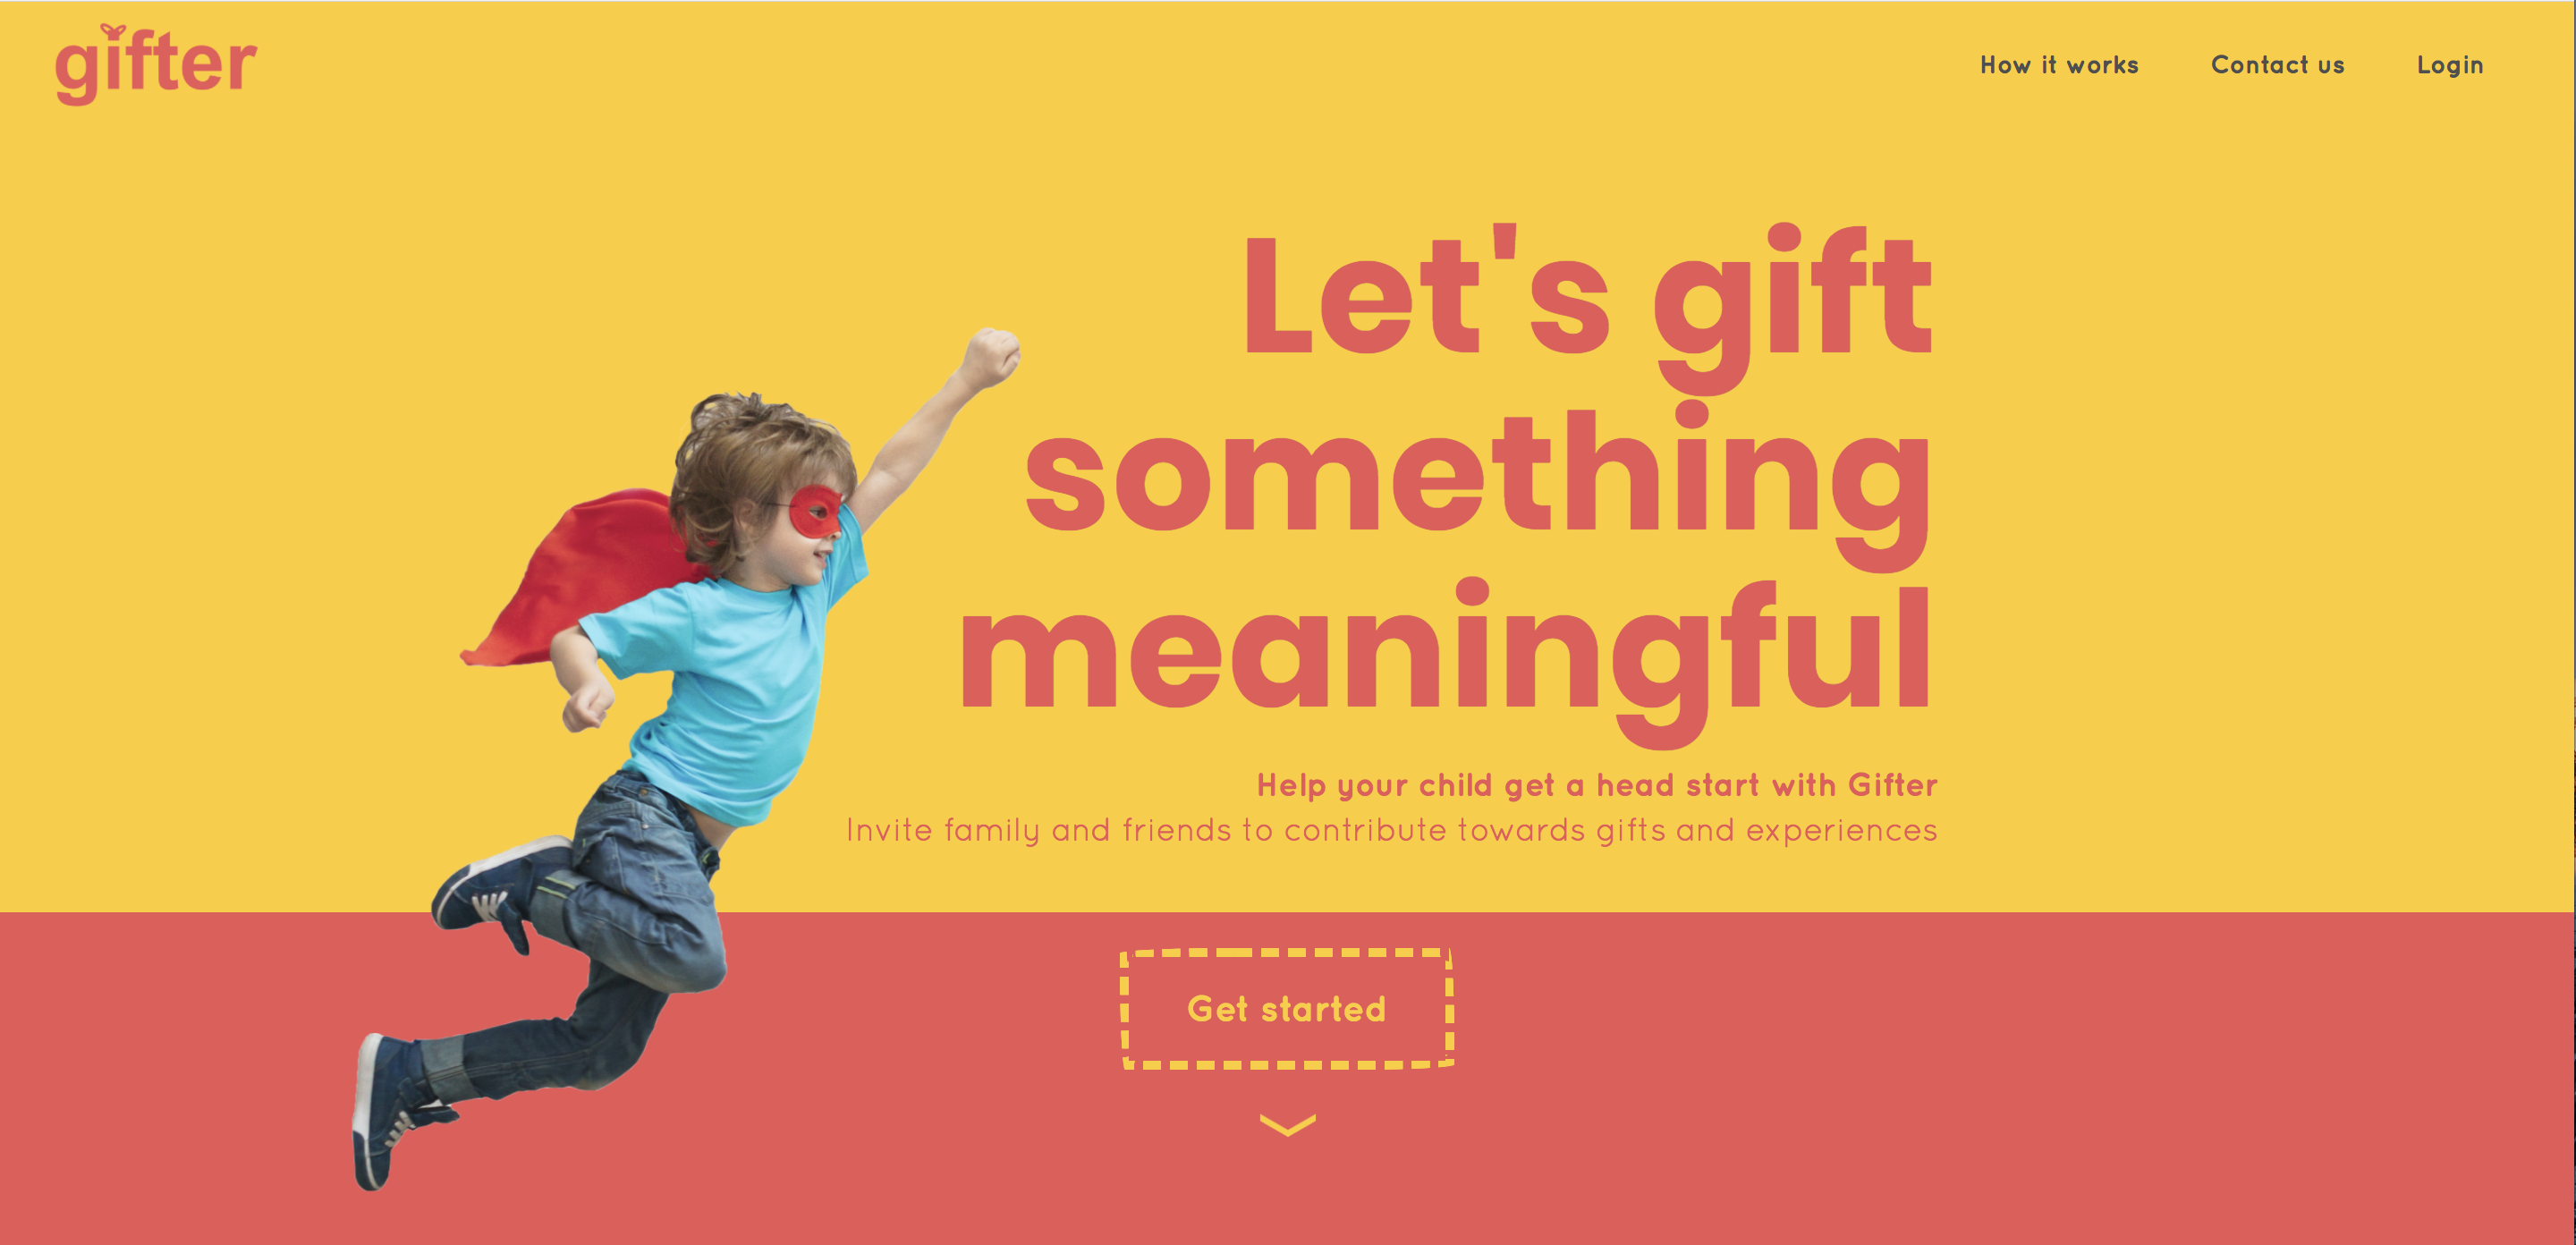 gifter
How it works
Contact us
Login
Let's gift
something
meaningful
Help your child get a head start with Gifter
Invite family and friends to contribute towards gifts and experiences
Get started